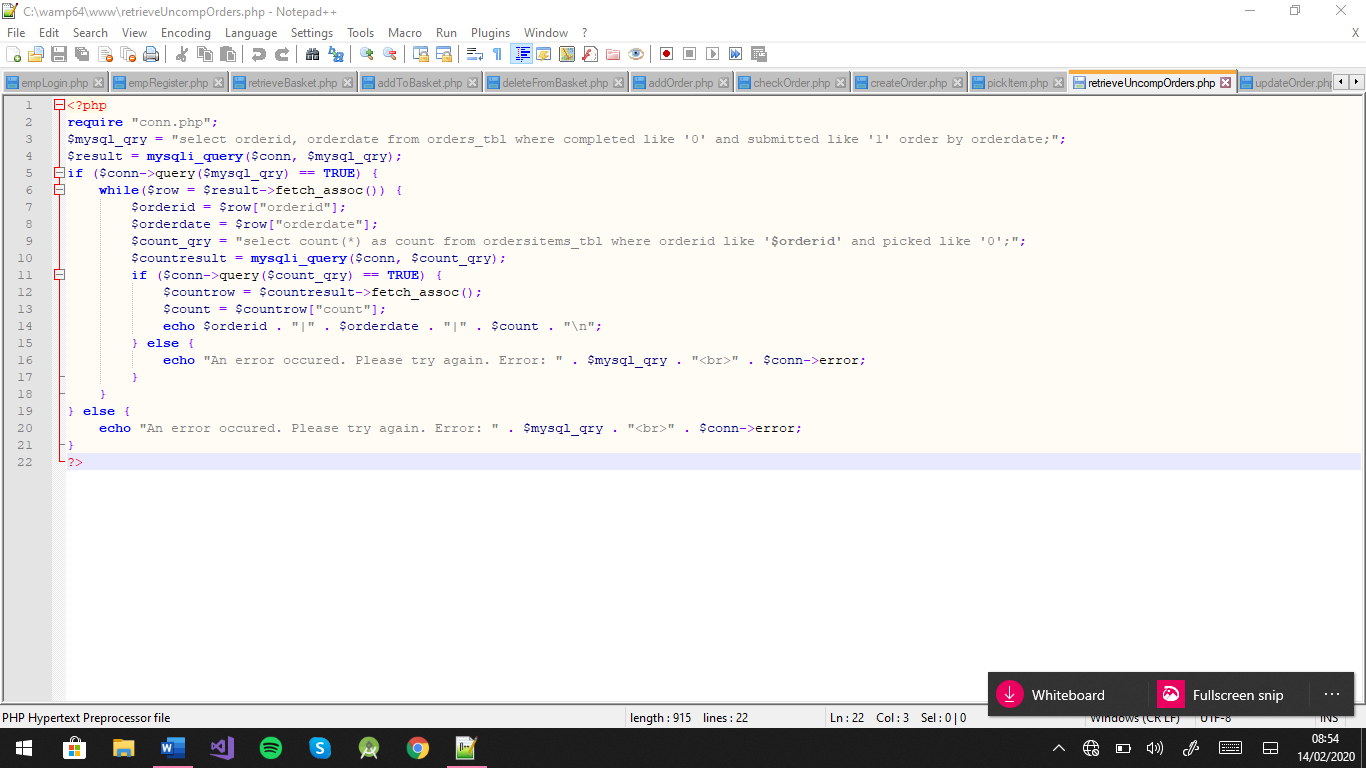 C:\wamp64\www\retrieveUncompOrders.php - Notepad++
File Edit Search View Encoding Language Settings Tools Macro Run Plugins Window ? X
empLogin.php empRegister.php retrieveBasket.php addToBasket.php deleteFromBasket.php addOrder.php checkOrder.php createOrder.php pickItem.php retrieveUncompOrders.php updateOrder.php
1 <?php
2 require "conn.php";
3 $mysql_qry = "select orderid, orderdate from orders_tbl where completed like '0' and submitted like '1' order by orderdate;";
4 $result = mysqli_query($conn, $mysql_qry);
5 if ($conn->query($mysql_qry) == TRUE) {
6 while($row = $result->fetch_assoc()) {
7 $orderid = $row["orderid"];
8 $orderdate = $row["orderdate"];
9 $count_qry = "select count(*) as count from ordersitems_tbl where orderid like '$orderid' and picked like '0';";
10 $countresult = mysqli_query($conn, $count_qry);
11 if ($conn->query($count_qry) == TRUE) {
12 $countrow = $countresult->fetch_assoc();
13 $count = $countrow["count"];
14 echo $orderid . "|" . $orderdate . "|" . $count . "\n";
15 } else {
16 echo "An error occured. Please try again. Error: " . $mysql_qry . "<br>" . $conn->error;
17 }
18 }
19 } else {
20 echo "An error occured. Please try again. Error: " . $mysql_qry . "<br>" . $conn->error;
21 }
22 ?>
Whiteboard Fullscreen snip ...
PHP Hypertext Preprocessor file length : 915 lines : 22 Ln : 22 Col : 3 Sel : 0 | 0 Windows (CR LF) UTF-8 INS
08:54
14/02/2020